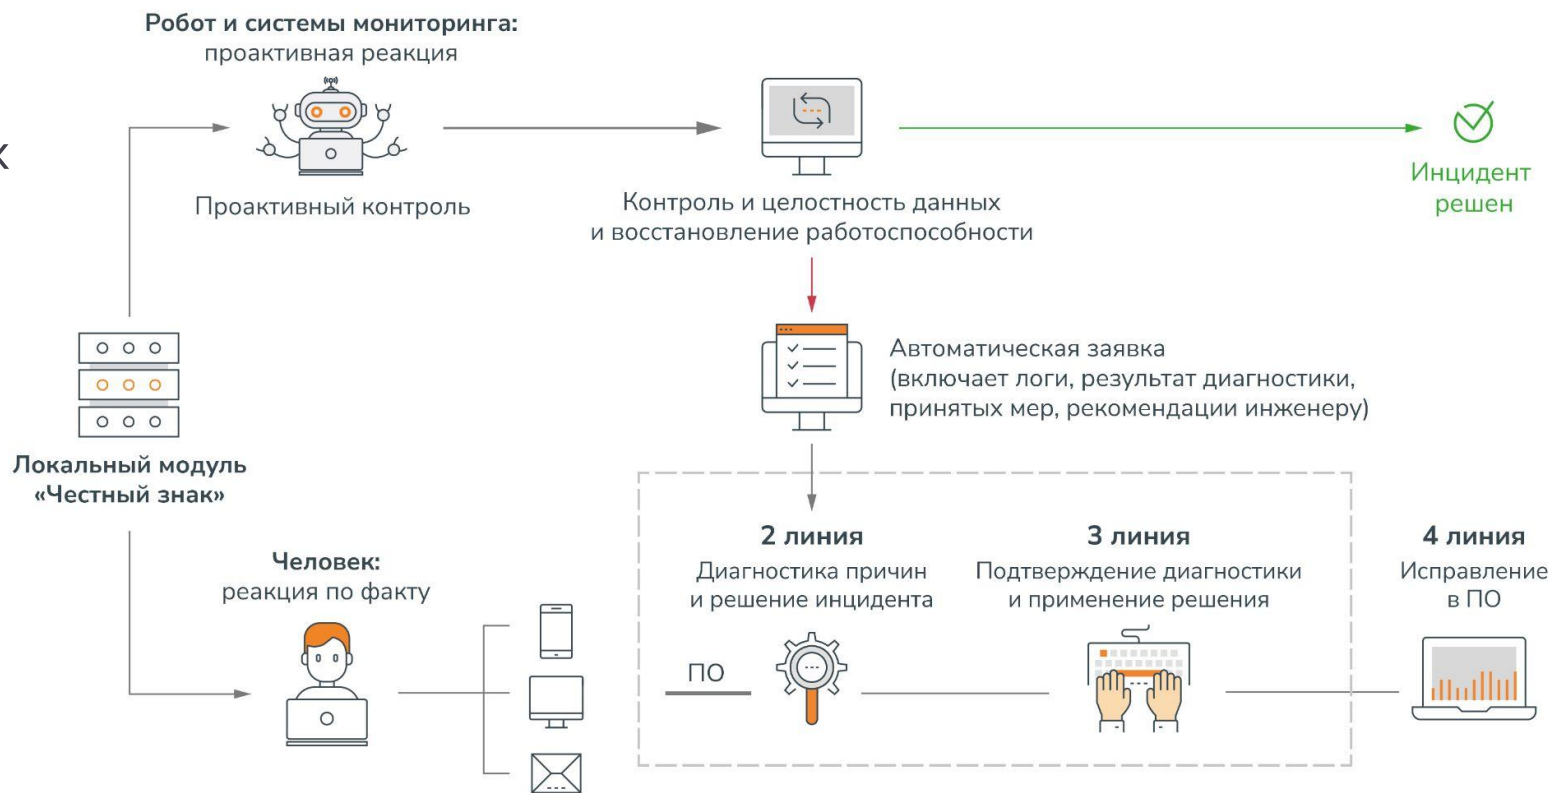 Робот и системы мониторинга:
проактивная реакция
к
Проактивный контроль
Контроль и целостность данных
и восстановление работоспособности
Инцидент
решен
Автоматическая заявка
(включает логи, результат диагностики,
принятых мер, рекомендации инженеру)
Локальный модуль
«Честный знак»
Человек:
реакция по факту
2 линия
Диагностика причин
и решение инцидента
3 линия
Подтверждение диагностики
и применение решения
4 линия
Исправление
в ПО
ПО